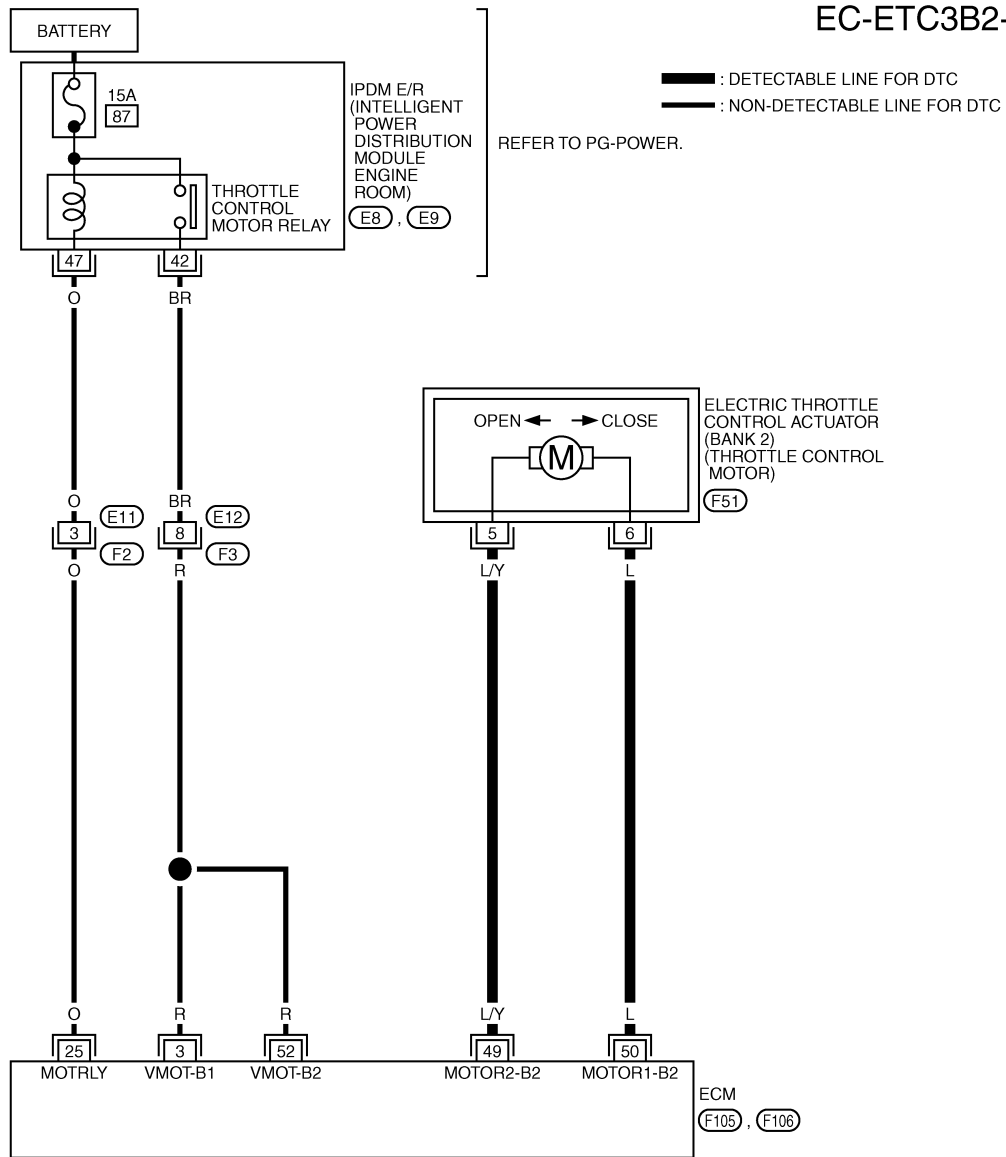 EC-ETC3B2-
BATTERY
: DETECTABLE LINE FOR DTC
: NON-DETECTABLE LINE FOR DTC
15A
87
IPDM E/R
(INTELLIGENT
POWER
DISTRIBUTION
MODULE
ENGINE
ROOM)
E8 , E9
REFER TO PG-POWER.
THROTTLE
CONTROL
MOTOR RELAY
47 42
O BR
OPEN CLOSE
M
ELECTRIC THROTTLE
CONTROL ACTUATOR
(BANK 2)
(THROTTLE CONTROL
MOTOR)
F51
O BR
3 E11 8 E12
F2 F3
5 6
O R L/Y L
O R R L/Y L
25 3 52 49 50
MOTRLY VMOT-B1 VMOT-B2 MOTOR2-B2 MOTOR1-B2
ECM
F105 , F106